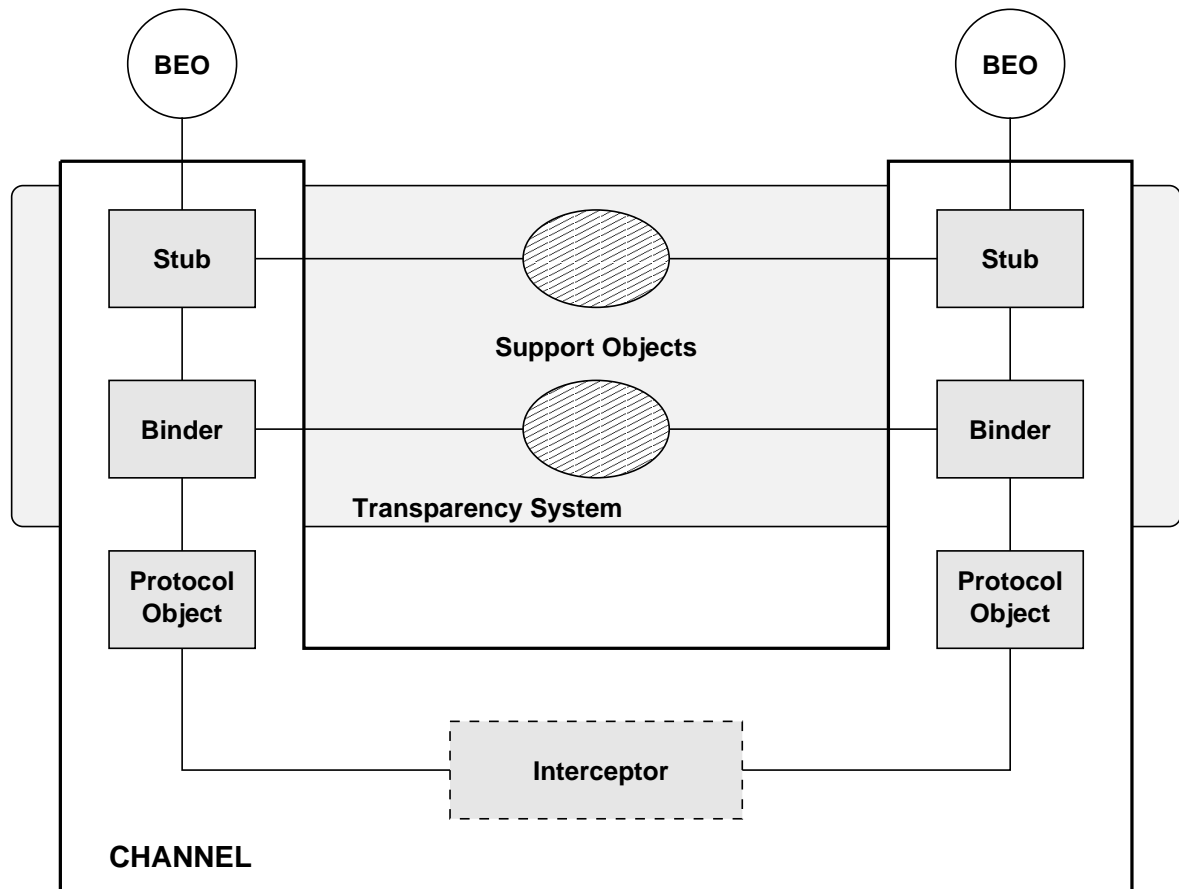 BEO
BEO
Stub
Stub
Support Objects
Binder
Binder
Transparency System
Protocol
Object
Protocol
Object
Interceptor
CHANNEL